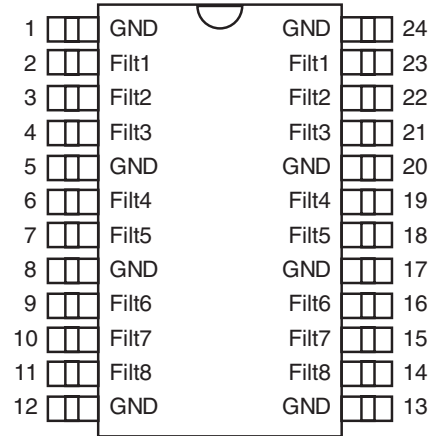 1 GND GND 24
2 Filt1 Filt1 23
3 Filt2 Filt2 22
4 Filt3 Filt3 21
5 GND GND 20
6 Filt4 Filt4 19
7 Filt5 Filt5 18
8 GND GND 17
9 Filt6 Filt6 16
10 Filt7 Filt7 15
11 Filt8 Filt8 14
12 GND GND 13